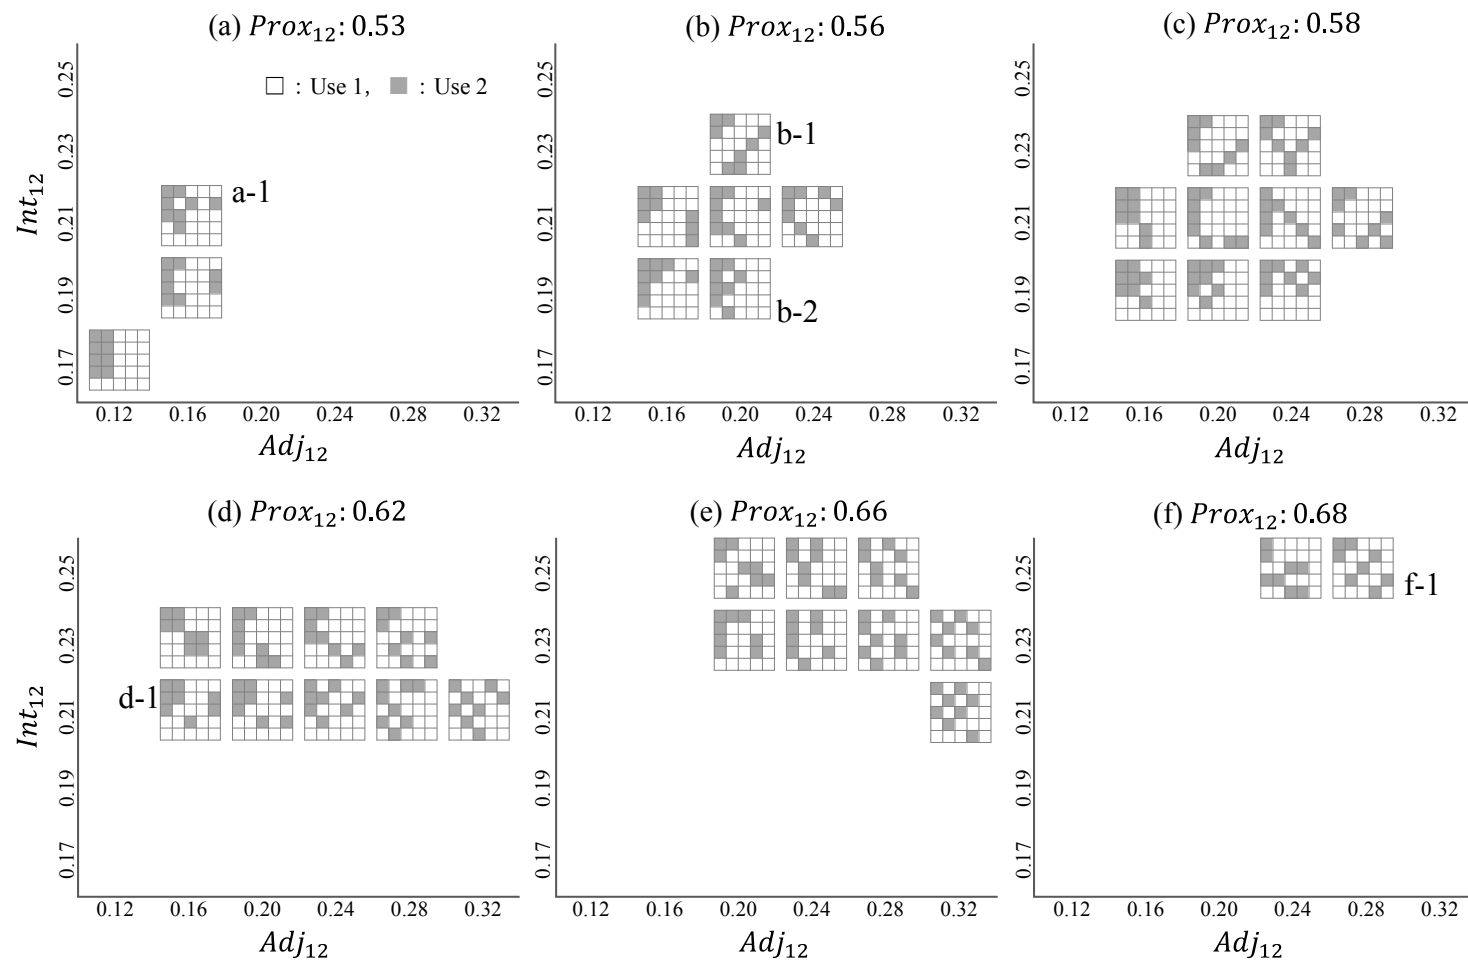 (a) Prox₁₂: 0.53
(b) Prox₁₂: 0.56
(c) Prox₁₂: 0.58
: Use 1, : Use 2
Int₁₂
0.25
0.23
0.21
0.19
0.17
a-1
0.12 0.16 0.20 0.24 0.28 0.32
Adj₁₂
0.25
0.23
0.21
0.19
0.17
b-1
b-2
0.12 0.16 0.20 0.24 0.28 0.32
Adj₁₂
0.25
0.23
0.21
0.19
0.17
0.12 0.16 0.20 0.24 0.28 0.32
Adj₁₂
(d) Prox₁₂: 0.62
(e) Prox₁₂: 0.66
(f) Prox₁₂: 0.68
Int₁₂
0.25
0.23
0.21
0.19
0.17
d-1
0.12 0.16 0.20 0.24 0.28 0.32
Adj₁₂
0.25
0.23
0.21
0.19
0.17
0.12 0.16 0.20 0.24 0.28 0.32
Adj₁₂
0.25
0.23
0.21
0.19
0.17
f-1
0.12 0.16 0.20 0.24 0.28 0.32
Adj₁₂